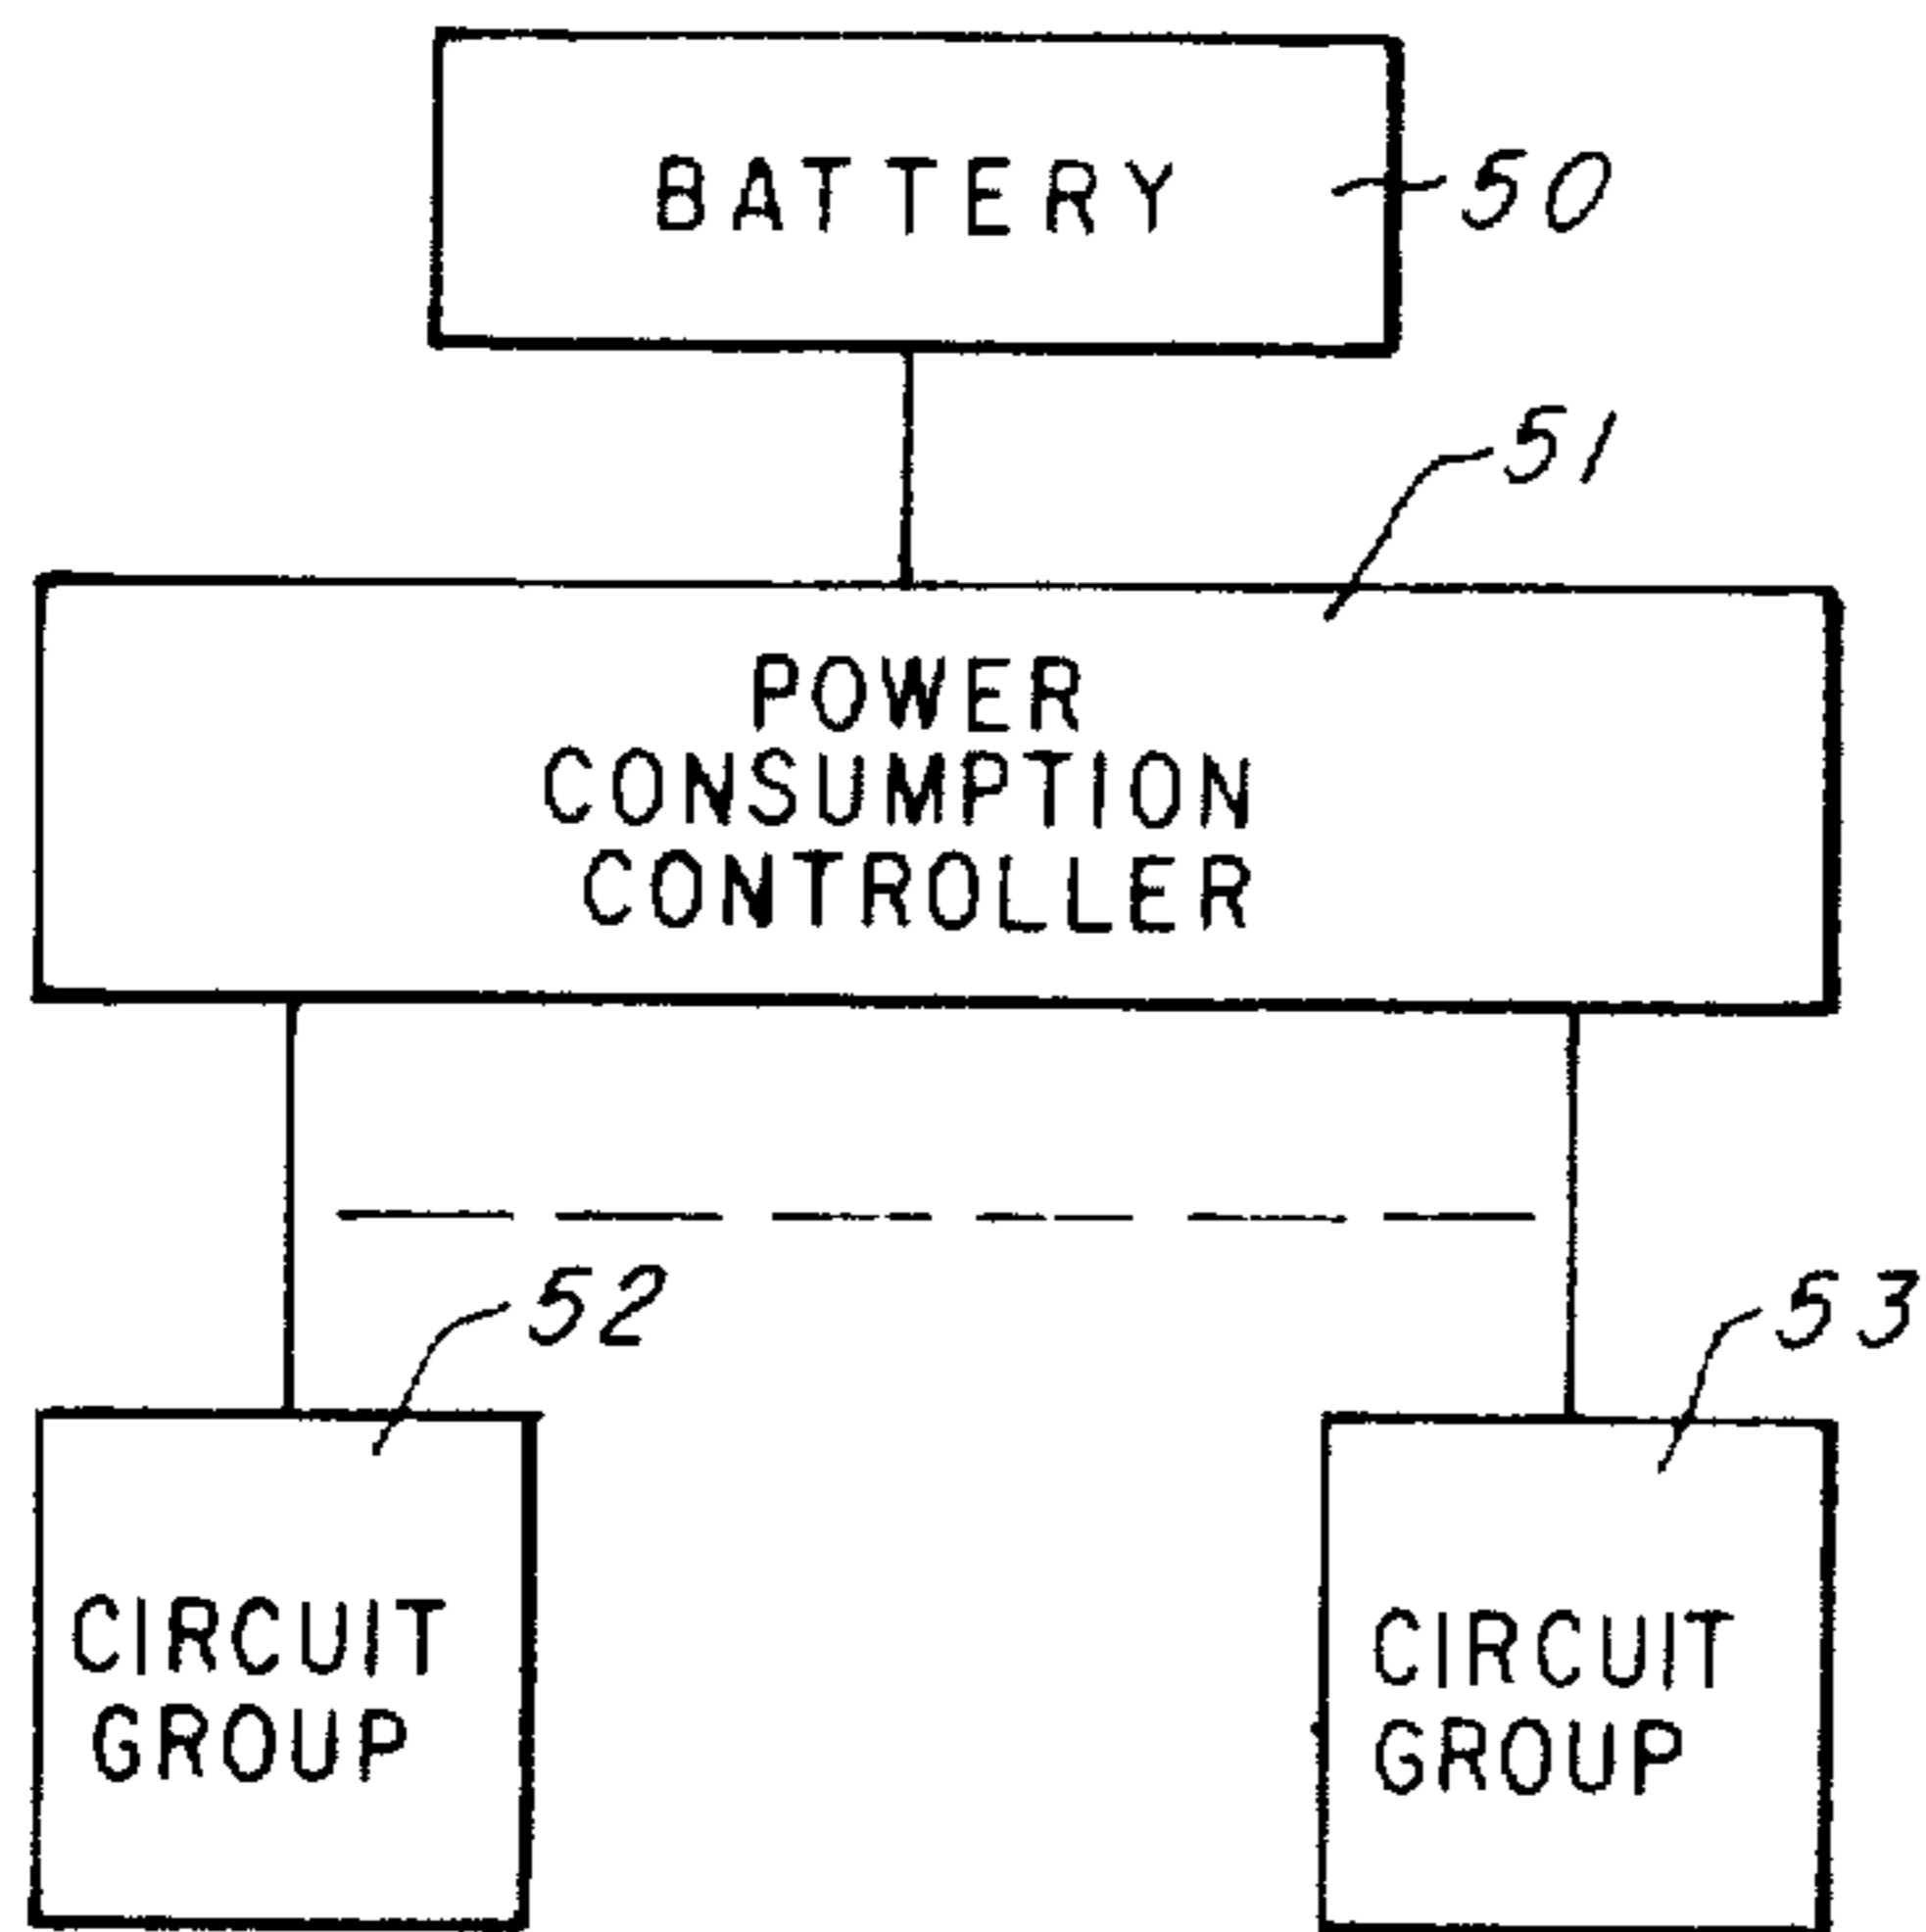 BATTERY
50
51
POWER
CONSUMPTION
CONTROLLER
52
53
CIRCUIT
GROUP
CIRCUIT
GROUP